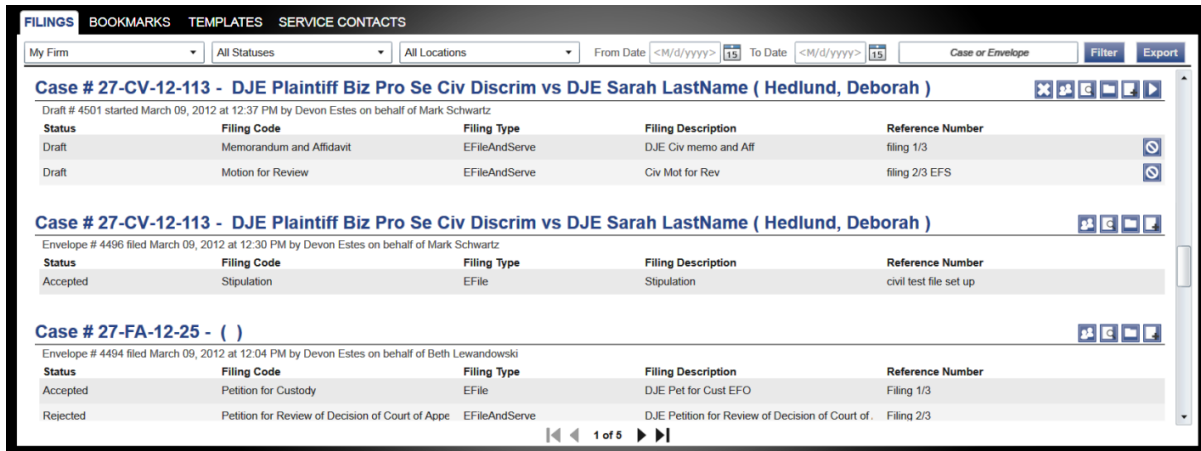 FILINGS BOOKMARKS TEMPLATES SERVICE CONTACTS
My Firm All Statuses All Locations From Date <M/d/yyyy> 15 To Date <M/d/yyyy> 15 Case or Envelope Filter Export
Case # 27-CV-12-113 - DJE Plaintiff Biz Pro Se Civ Discrim vs DJE Sarah LastName ( Hedlund, Deborah )
Draft # 4501 started March 09, 2012 at 12:37 PM by Devon Estes on behalf of Mark Schwartz
Status Filing Code Filing Type Filing Description Reference Number
Draft Memorandum and Affidavit EFileAndServe DJE Civ memo and Aff filing 1/3
Draft Motion for Review EFileAndServe Civ Mot for Rev filing 2/3 EFS
Case # 27-CV-12-113 - DJE Plaintiff Biz Pro Se Civ Discrim vs DJE Sarah LastName ( Hedlund, Deborah )
Envelope # 4496 filed March 09, 2012 at 12:30 PM by Devon Estes on behalf of Mark Schwartz
Status Filing Code Filing Type Filing Description Reference Number
Accepted Stipulation EFile Stipulation civil test file set up
Case # 27-FA-12-25 - ( )
Envelope # 4494 filed March 09, 2012 at 12:04 PM by Devon Estes on behalf of Beth Lewandowski
Status Filing Code Filing Type Filing Description Reference Number
Accepted Petition for Custody EFile DJE Pet for Cust EFO Filing 1/3
Rejected Petition for Review of Decision of Court of Appe EFileAndServe DJE Petition for Review of Decision of Court of . Filing 2/3
1 of 5